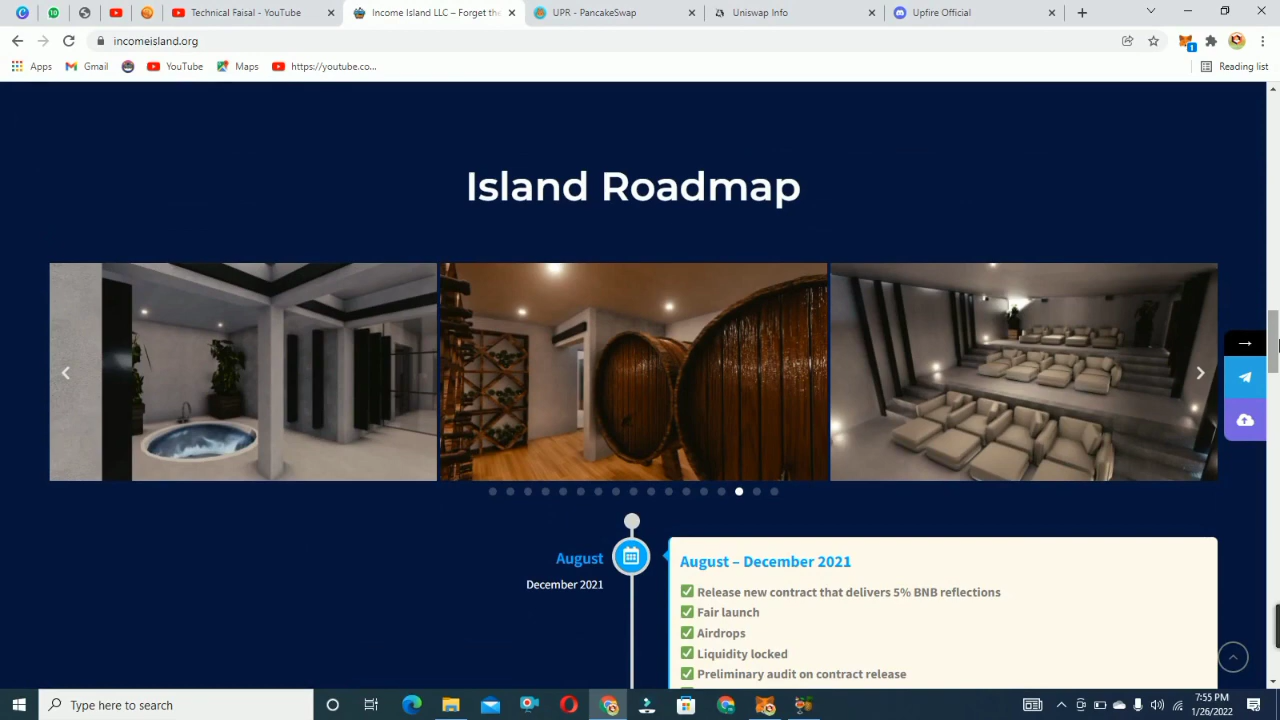 Technical Faisal - YouTube
Income Island LLC – Forget the
UPR - PancakeSwap
Uniswap Info
Upfire Official
incomeisland.org
Apps
Gmail
YouTube
Maps
https://youtube.co...
Reading list
Island Roadmap
August
December 2021
August – December 2021
✅ Release new contract that delivers 5% BNB reflections
✅ Fair launch
✅ Airdrops
✅ Liquidity locked
✅ Preliminary audit on contract release
Type here to search
7:55 PM
1/26/2022